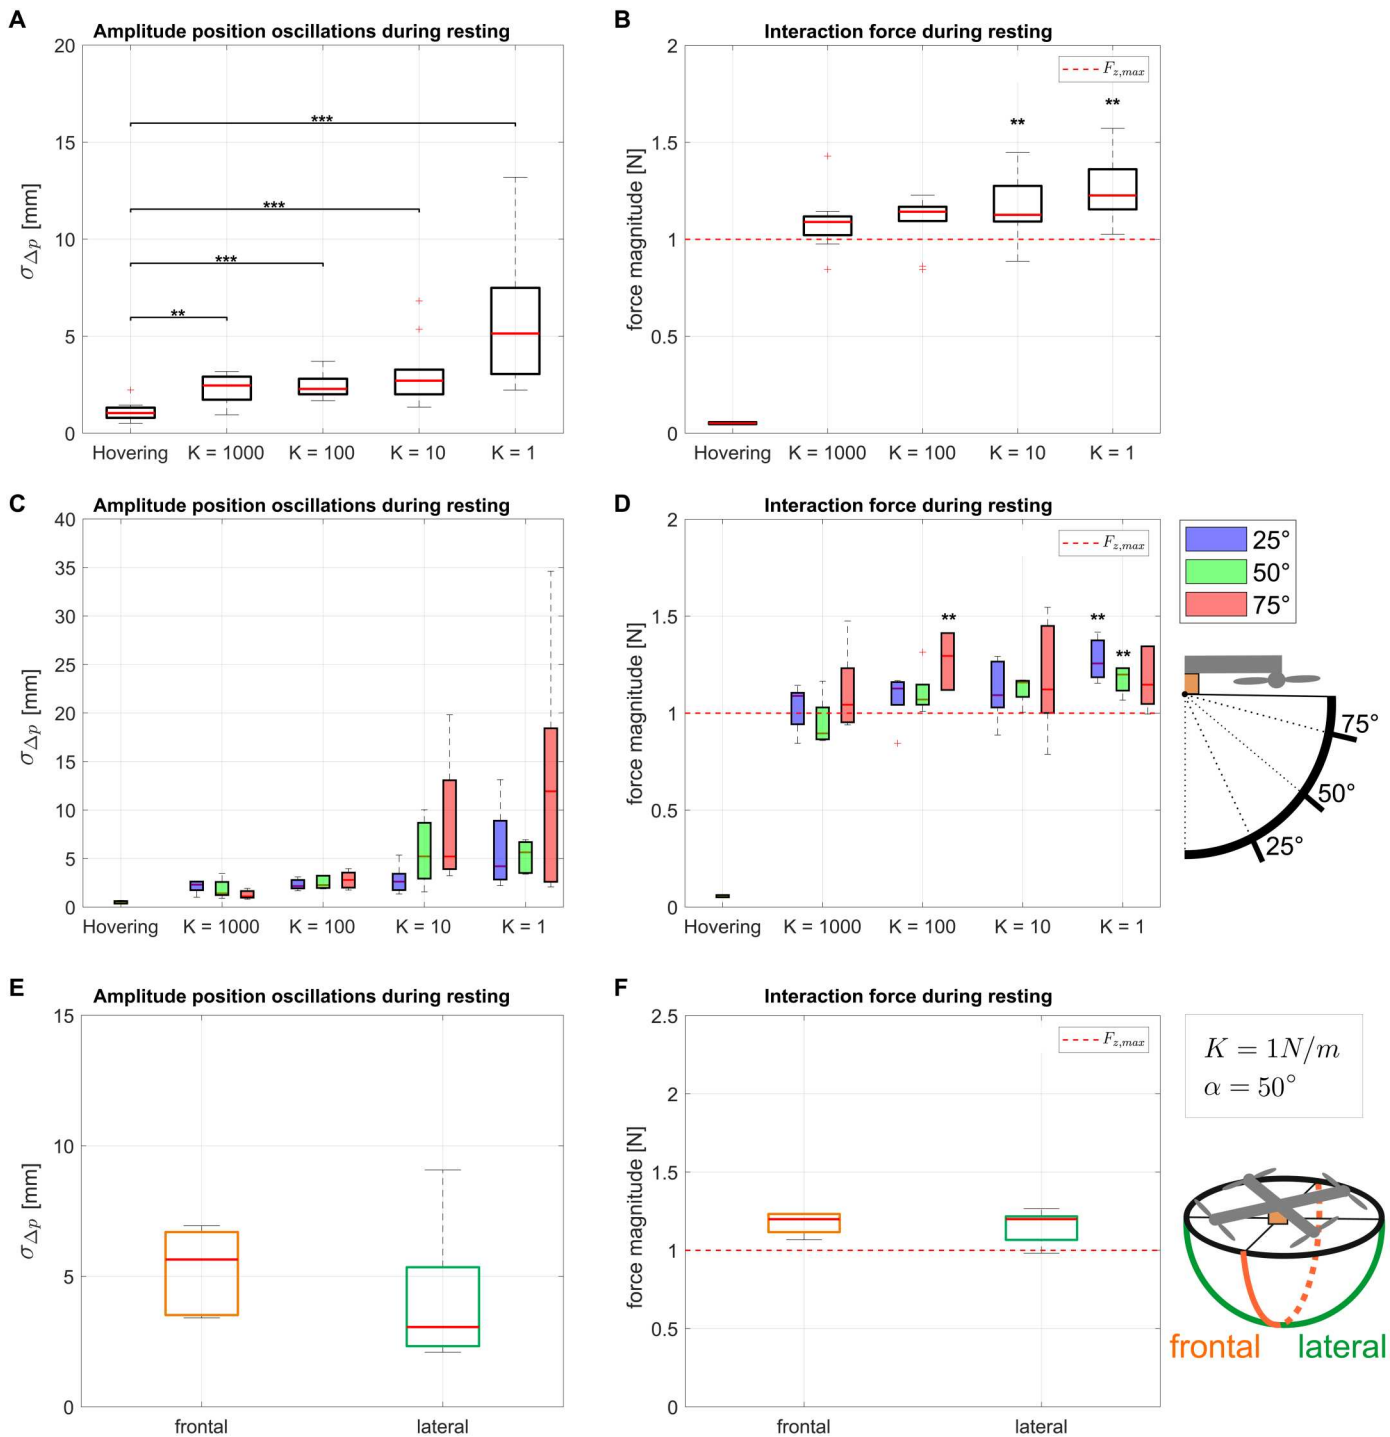 A
Amplitude position oscillations during resting
20
15
10
5
0
σΔp [mm]
***
***
***
**
Hovering
K = 1000
K = 100
K = 10
K = 1
B
Interaction force during resting
2
1.5
1
0.5
0
force magnitude [N]
Fz,max
**
**
Hovering
K = 1000
K = 100
K = 10
K = 1
C
Amplitude position oscillations during resting
40
35
30
25
20
15
10
5
0
σΔp [mm]
Hovering
K = 1000
K = 100
K = 10
K = 1
D
Interaction force during resting
2
1.5
1
0.5
0
force magnitude [N]
Fz,max
**
**
**
Hovering
K = 1000
K = 100
K = 10
K = 1
25°
50°
75°
75°
50°
25°
E
Amplitude position oscillations during resting
15
10
5
0
σΔp [mm]
frontal
lateral
F
Interaction force during resting
2.5
2
1.5
1
0.5
0
force magnitude [N]
Fz,max
frontal
lateral
K = 1N/m
α = 50°
frontal
lateral